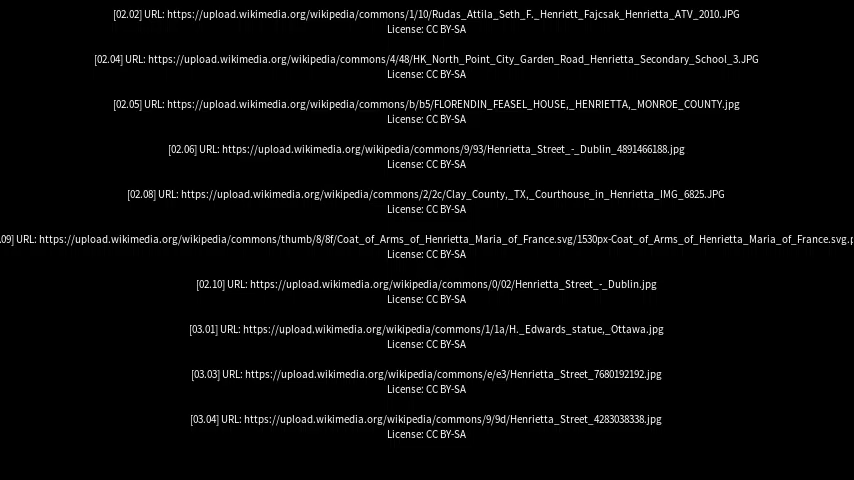 [02.02] URL: https://upload.wikimedia.org/wikipedia/commons/1/10/Rudas_Attila_Seth_F._Henriett_Fajcsak_Henrietta_ATV_2010.JPG
License: CC BY-SA
[02.04] URL: https://upload.wikimedia.org/wikipedia/commons/4/48/HK_North_Point_City_Garden_Road_Henrietta_Secondary_School_3.JPG
License: CC BY-SA
[02.05] URL: https://upload.wikimedia.org/wikipedia/commons/b/b5/FLORENDIN_FEASEL_HOUSE,_HENRIETTA,_MONROE_COUNTY.jpg
License: CC BY-SA
[02.06] URL: https://upload.wikimedia.org/wikipedia/commons/9/93/Henrietta_Street_-_Dublin_4891466188.jpg
License: CC BY-SA
[02.08] URL: https://upload.wikimedia.org/wikipedia/commons/2/2c/Clay_County,_TX,_Courthouse_in_Henrietta_IMG_6825.JPG
License: CC BY-SA
.09] URL: https://upload.wikimedia.org/wikipedia/commons/thumb/8/8f/Coat_of_Arms_of_Henrietta_Maria_of_France.svg/1530px-Coat_of_Arms_of_Henrietta_Maria_of_France.svg.p
License: CC BY-SA
[02.10] URL: https://upload.wikimedia.org/wikipedia/commons/0/02/Henrietta_Street_-_Dublin.jpg
License: CC BY-SA
[03.01] URL: https://upload.wikimedia.org/wikipedia/commons/1/1a/H._Edwards_statue,_Ottawa.jpg
License: CC BY-SA
[03.03] URL: https://upload.wikimedia.org/wikipedia/commons/e/e3/Henrietta_Street_7680192192.jpg
License: CC BY-SA
[03.04] URL: https://upload.wikimedia.org/wikipedia/commons/9/9d/Henrietta_Street_4283038338.jpg
License: CC BY-SA